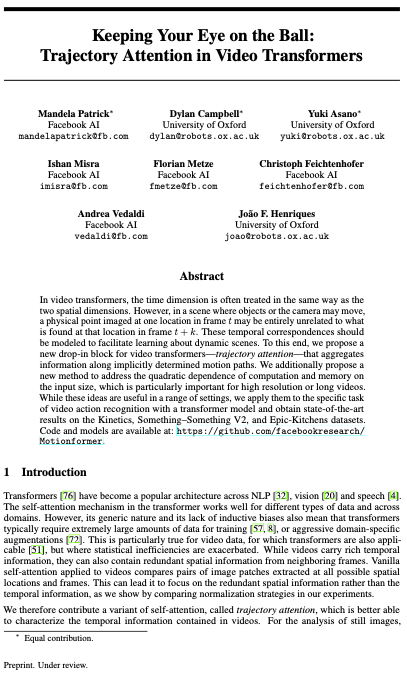 Keeping Your Eye on the Ball:
Trajectory Attention in Video Transformers
Mandela Patrick* Dylan Campbell* Yuki Asano*
Facebook AI University of Oxford University of Oxford
mandelapatrick@fb.com dylan@robots.ox.ac.uk yuki@robots.ox.ac.uk
Ishan Misra Florian Metze Christoph Feichtenhofer
Facebook AI Facebook AI Facebook AI
imisra@fb.com fmetze@fb.com feichtenhofer@fb.com
Andrea Vedaldi João F. Henriques
Facebook AI University of Oxford
vedaldi@fb.com joao@robots.ox.ac.uk
Abstract
In video transformers, the time dimension is often treated in the same way as the
two spatial dimensions. However, in a scene where objects or the camera may move,
a physical point imaged at one location in frame t may be entirely unrelated to what
is found at that location in frame t + k. These temporal correspondences should
be modeled to facilitate learning about dynamic scenes. To this end, we propose a
new drop-in block for video transformers—trajectory attention—that aggregates
information along implicitly determined motion paths. We additionally propose a
new method to address the quadratic dependence of computation and memory on
the input size, which is particularly important for high resolution or long videos.
While these ideas are useful in a range of settings, we apply them to the specific
task of video action recognition with a transformer model and obtain state-of-the-art
results on the Kinetics, Something–Something V2, and Epic-Kitchens datasets.
Code and models are available at: https://github.com/facebookresearch/
Motionformer.
1 Introduction
Transformers [76] have become a popular architecture across NLP [32], vision [20] and speech [4].
The self-attention mechanism in the transformer works well for different types of data and across
domains. However, its generic nature and its lack of inductive biases also mean that transformers
typically require extremely large amounts of data for training [57, 8], or aggressive domain-specific
augmentations [72]. This is particularly true for video data, for which transformers are also appli-
cable [51], but where statistical inefficiencies are exacerbated. While videos carry rich temporal
information, they can also contain redundant spatial information from neighboring frames. Vanilla
self-attention applied to videos compares pairs of image patches extracted at all possible spatial
locations and frames. This can lead it to focus on the redundant spatial information rather than the
temporal information, as we show by comparing normalization strategies in our experiments.
We therefore contribute a variant of self-attention, called trajectory attention, which is better able
to characterize the temporal information contained in videos. For the analysis of still images,
* Equal contribution.
Preprint. Under review.